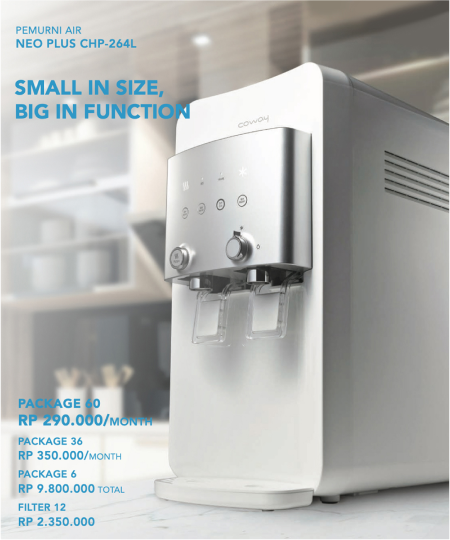 PEMURNI AIR
NEO PLUS CHP-264L
SMALL IN SIZE,
BIG IN FUNCTION
coway
PACKAGE 60
RP 290.000/MONTH
PACKAGE 36
RP 350.000/MONTH
PACKAGE 6
RP 9.800.000 TOTAL
FILTER 12
RP 2.350.000